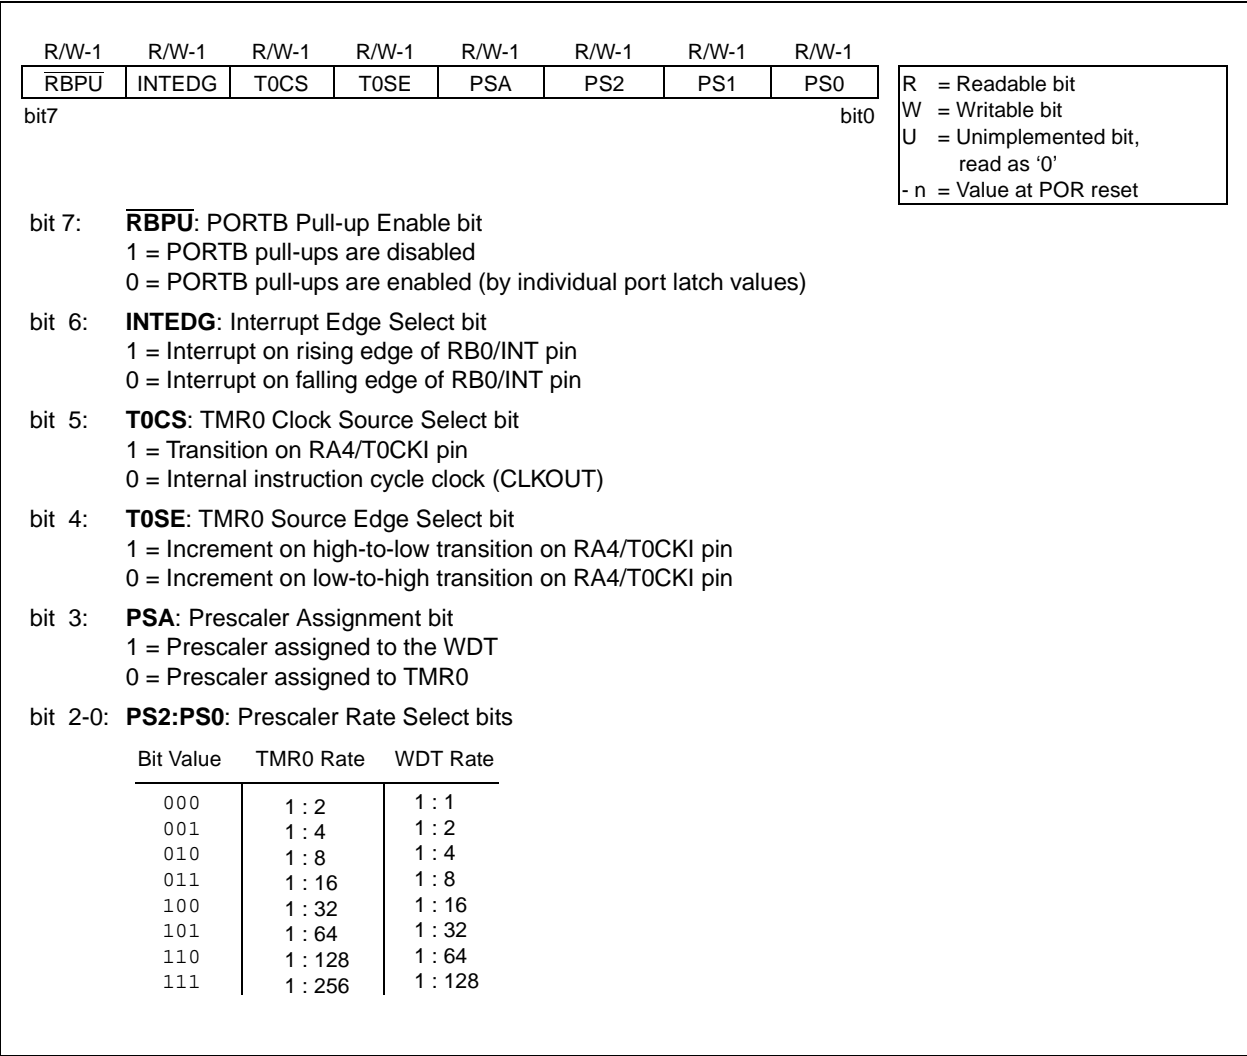 R/W-1 R/W-1 R/W-1 R/W-1 R/W-1 R/W-1 R/W-1 R/W-1
RBPU INTEDG T0CS T0SE PSA PS2 PS1 PS0
bit7 bit0
R = Readable bit
W = Writable bit
U = Unimplemented bit,
read as ‘0’
- n = Value at POR reset
bit 7: RBPU: PORTB Pull-up Enable bit
1 = PORTB pull-ups are disabled
0 = PORTB pull-ups are enabled (by individual port latch values)
bit 6: INTEDG: Interrupt Edge Select bit
1 = Interrupt on rising edge of RB0/INT pin
0 = Interrupt on falling edge of RB0/INT pin
bit 5: T0CS: TMR0 Clock Source Select bit
1 = Transition on RA4/T0CKI pin
0 = Internal instruction cycle clock (CLKOUT)
bit 4: T0SE: TMR0 Source Edge Select bit
1 = Increment on high-to-low transition on RA4/T0CKI pin
0 = Increment on low-to-high transition on RA4/T0CKI pin
bit 3: PSA: Prescaler Assignment bit
1 = Prescaler assigned to the WDT
0 = Prescaler assigned to TMR0
bit 2-0: PS2:PS0: Prescaler Rate Select bits
Bit Value TMR0 Rate WDT Rate
000 1 : 2 1 : 1
001 1 : 4 1 : 2
010 1 : 8 1 : 4
011 1 : 16 1 : 8
100 1 : 32 1 : 16
101 1 : 64 1 : 32
110 1 : 128 1 : 64
111 1 : 256 1 : 128